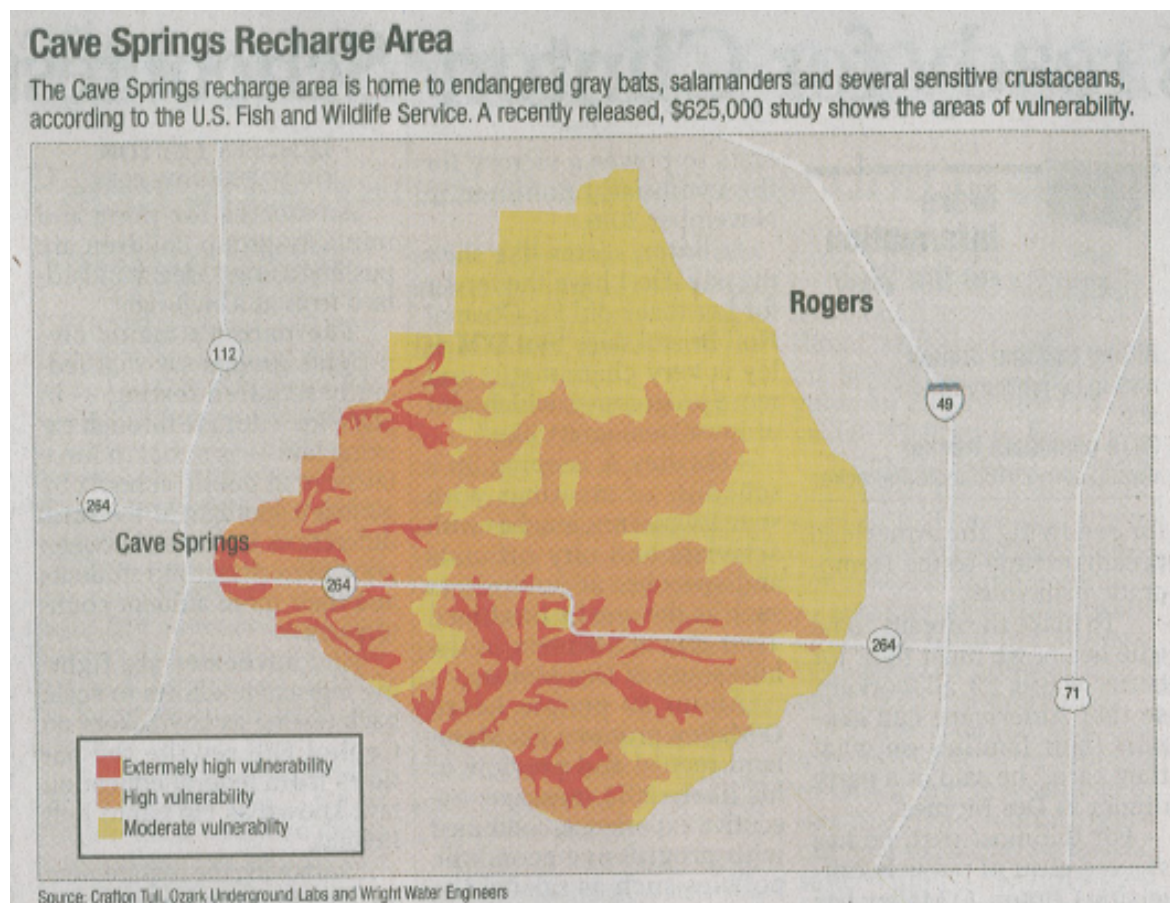 Cave Springs Recharge Area
The Cave Springs recharge area is home to endangered gray bats, salamanders and several sensitive crustaceans,
according to the U.S. Fish and Wildlife Service. A recently released, $625,000 study shows the areas of vulnerability.
Rogers
112
49
264
Cave Springs
264
264
71
Extermely high vulnerability
High vulnerability
Moderate vulnerablity
Source: Crafton Tull, Ozark Underground Labs and Wright Water Engineers